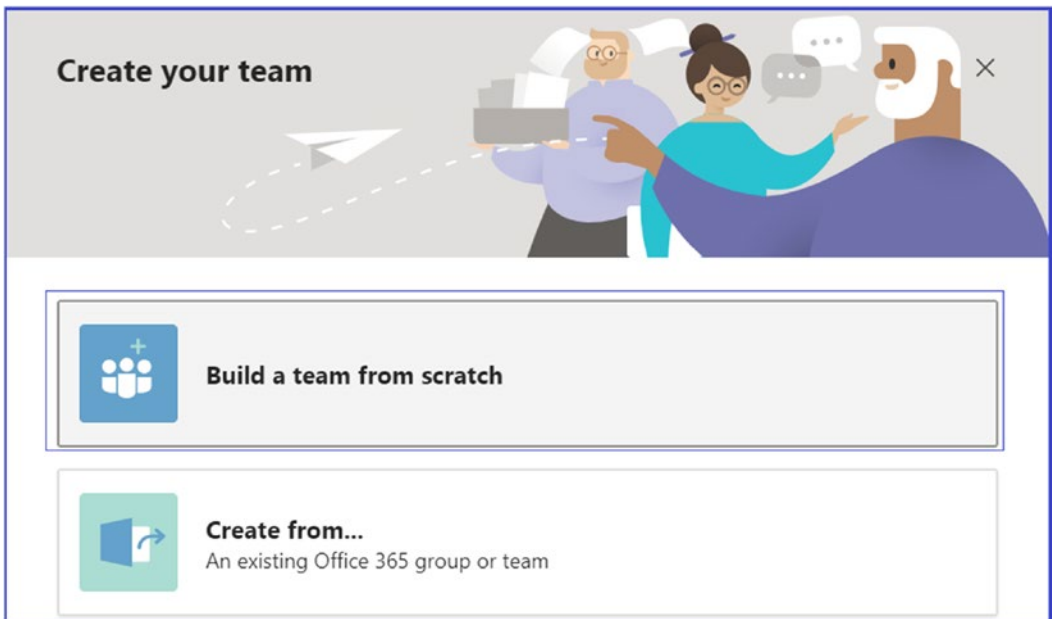 Create your team
Build a team from scratch
Create from...
An existing Office 365 group or team